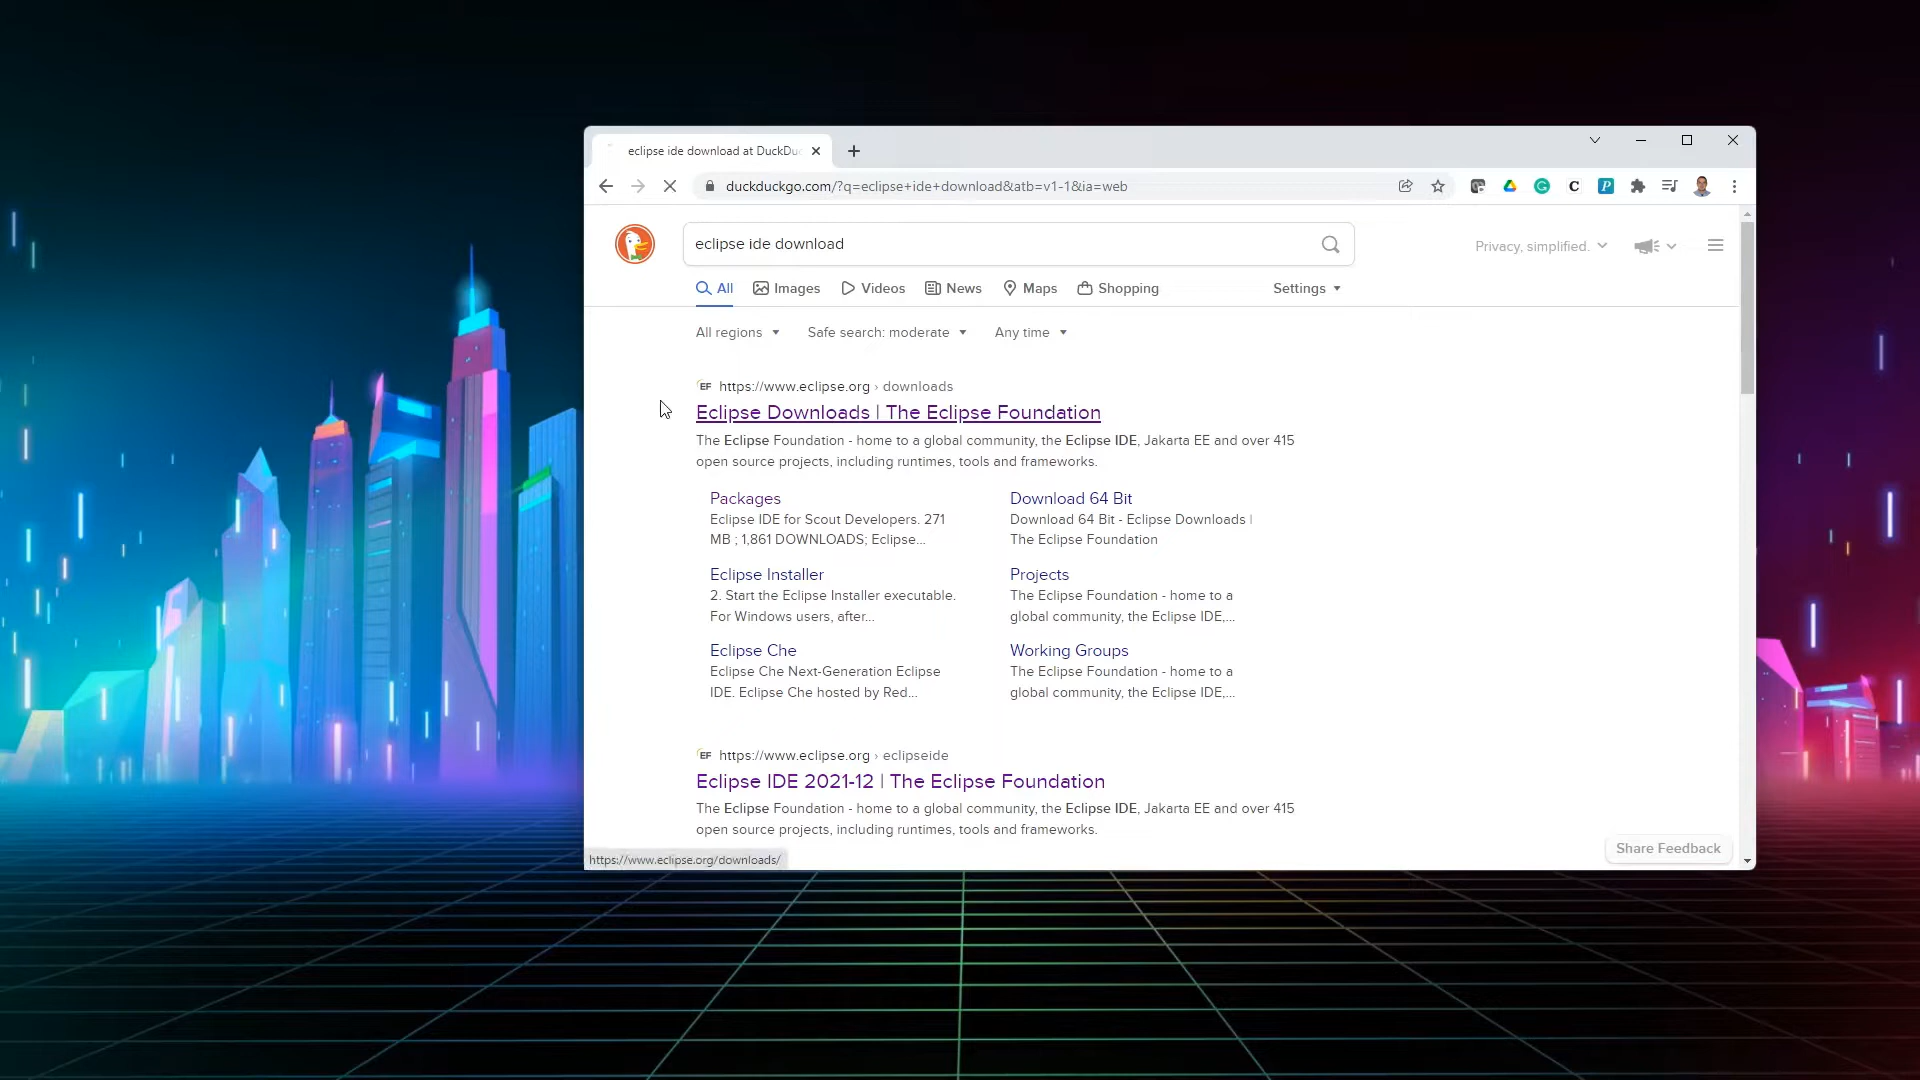 eclipse ide download at DuckDuc
duckduckgo.com/?q=eclipse+ide+download&atb=v1-1&ia=web
eclipse ide download
Privacy, simplified.
All Images Videos News Maps Shopping Settings
All regions Safe search: moderate Any time
EF https://www.eclipse.org › downloads
Eclipse Downloads | The Eclipse Foundation
The Eclipse Foundation - home to a global community, the Eclipse IDE, Jakarta EE and over 415
open source projects, including runtimes, tools and frameworks.
Packages
Eclipse IDE for Scout Developers. 271
MB ; 1,861 DOWNLOADS; Eclipse...
Download 64 Bit
Download 64 Bit - Eclipse Downloads |
The Eclipse Foundation
Eclipse Installer
2. Start the Eclipse Installer executable.
For Windows users, after...
Projects
The Eclipse Foundation - home to a
global community, the Eclipse IDE,...
Eclipse Che
Eclipse Che Next-Generation Eclipse
IDE. Eclipse Che hosted by Red...
Working Groups
The Eclipse Foundation - home to a
global community, the Eclipse IDE,...
EF https://www.eclipse.org › eclipseide
Eclipse IDE 2021-12 | The Eclipse Foundation
The Eclipse Foundation - home to a global community, the Eclipse IDE, Jakarta EE and over 415
open source projects, including runtimes, tools and frameworks.
Share Feedback
https://www.eclipse.org/downloads/